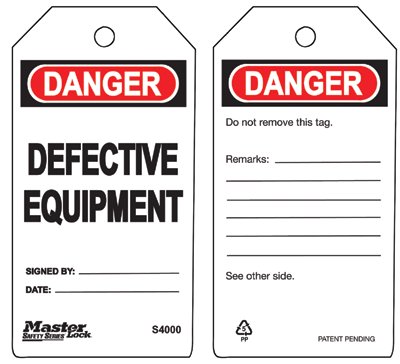 DANGER
DEFECTIVE
EQUIPMENT
SIGNED BY:
DATE:
Master Lock
SAFETY SERIES
S4000
DANGER
Do not remove this tag.
Remarks:
See other side.
5
PP
PATENT PENDING